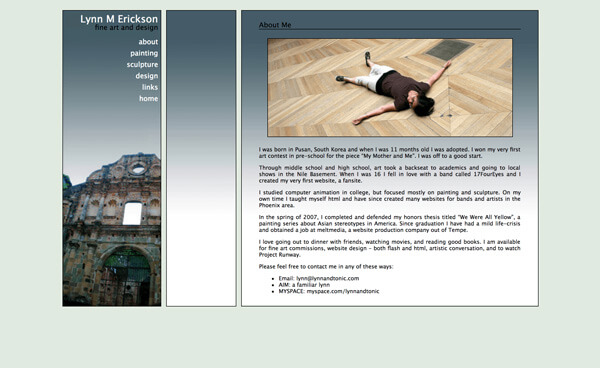 Lynn M Erickson
fine art and design
about
painting
sculpture
design
links
home
About Me
I was born in Pusan, South Korea and when I was 11 months old I was adopted. I won my very first
art contest in pre-school for the piece "My Mother and Me". I was off to a good start.
Through middle school and high school, art took a backseat to academics and going to local
shows in the Nile Basement. When I was 16 I fell in love with a band called 17FourEyes and I
created my very first website, a fansite.
I studied computer animation in college, but focused mostly on painting and sculpture. On my
own time I taught myself html and have since created many websites for bands and artists in the
Phoenix area.
In the spring of 2007, I completed and defended my honors thesis titled "We Were All Yellow", a
painting series about Asian stereotypes in America. Since graduation I have had a mild life-crisis
and obtained a job at meltmedia, a website production company out of Tempe.
I love going out to dinner with friends, watching movies, and reading good books. I am available
for fine art commissions, website design - both flash and html, artistic conversation, and to watch
Project Runway.
Please feel free to contact me in any of these ways:
• Email: lynn@lynnandtonic.com
• AIM: a familiar lynn
• MYSPACE: myspace.com/lynnandtonic